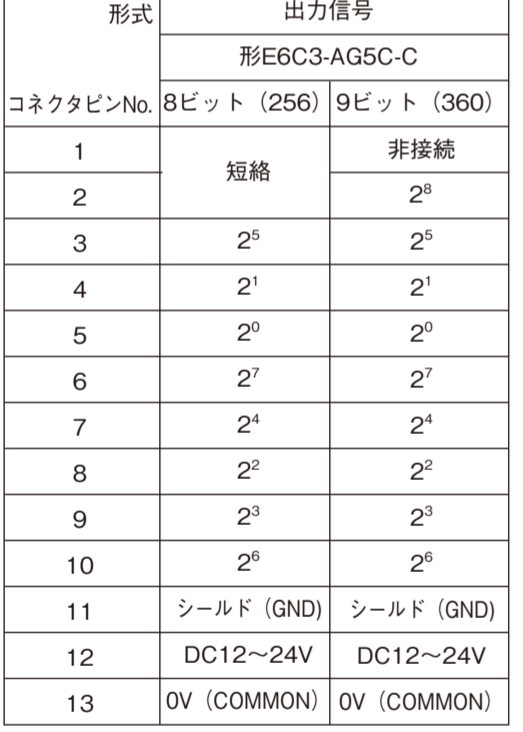 形式 出力信号
形E6C3-AG5C-C
コネクタピンNo. 8ビット（256） 9ビット（360）
1 短絡 非接続
2 2⁸
3 2⁵ 2⁵
4 2¹ 2¹
5 2⁰ 2⁰
6 2⁷ 2⁷
7 2⁴ 2⁴
8 2² 2²
9 2³ 2³
10 2⁶ 2⁶
11 シールド（GND) シールド（GND)
12 DC12～24V DC12～24V
13 0V（COMMON） 0V（COMMON）